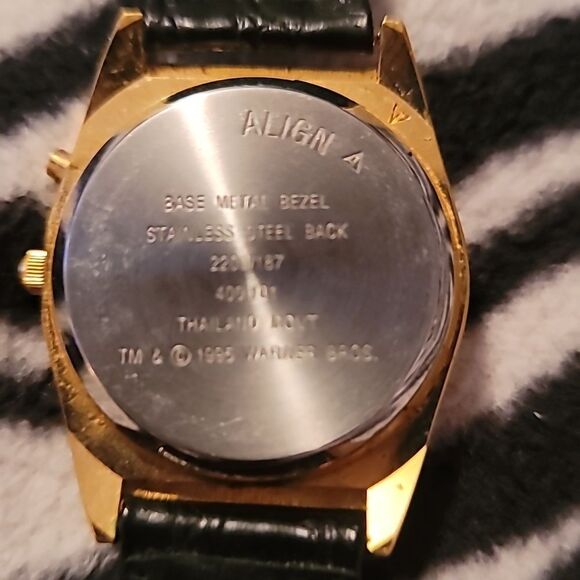 ALIGN
BASE METAL BEZEL
STAINLESS STEEL BACK
THAILAND MOVT
TM & © 1995 WARNER BROS.